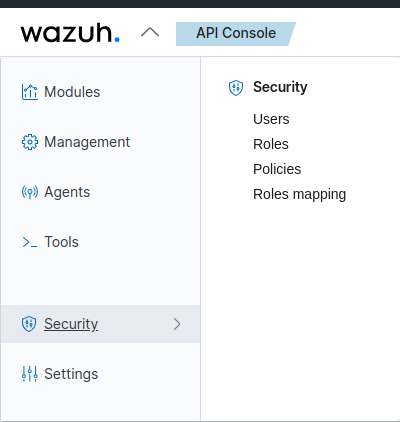 wazuh.
API Console
Modules
Management
Agents
Tools
Security
Settings
Security
Users
Roles
Policies
Roles mapping